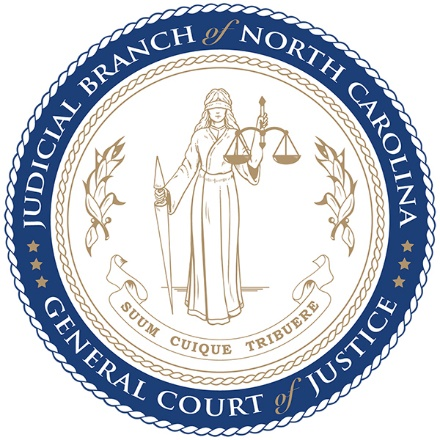 JUDICIAL BRANCH of NORTH CAROLINA
SUUM CUIQUE TRIBUERE
GENERAL COURT of JUSTICE